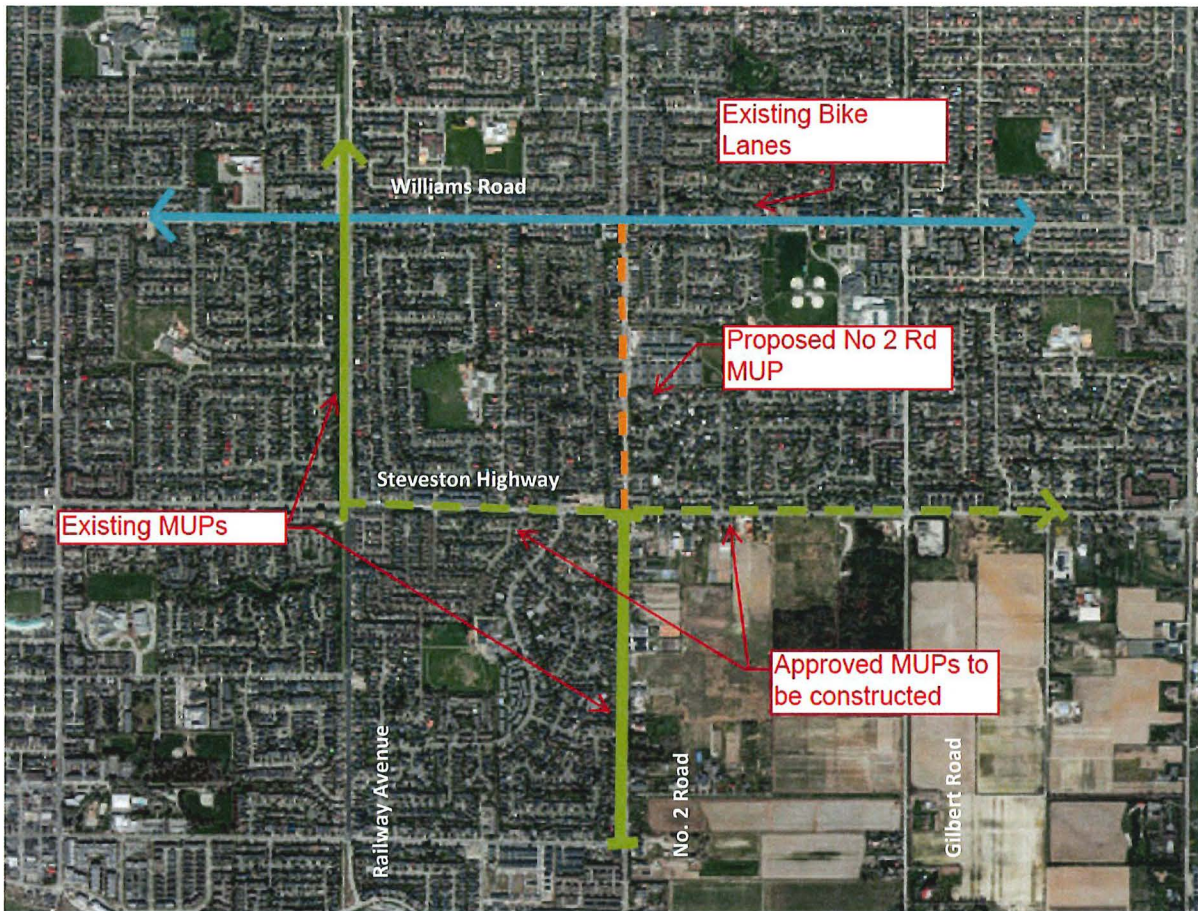 Existing Bike
Lanes
Williams Road
Proposed No 2 Rd
MUP
Steveston Highway
Existing MUPs
Approved MUPs to
be constructed
Railway Avenue
No. 2 Road
Gilbert Road